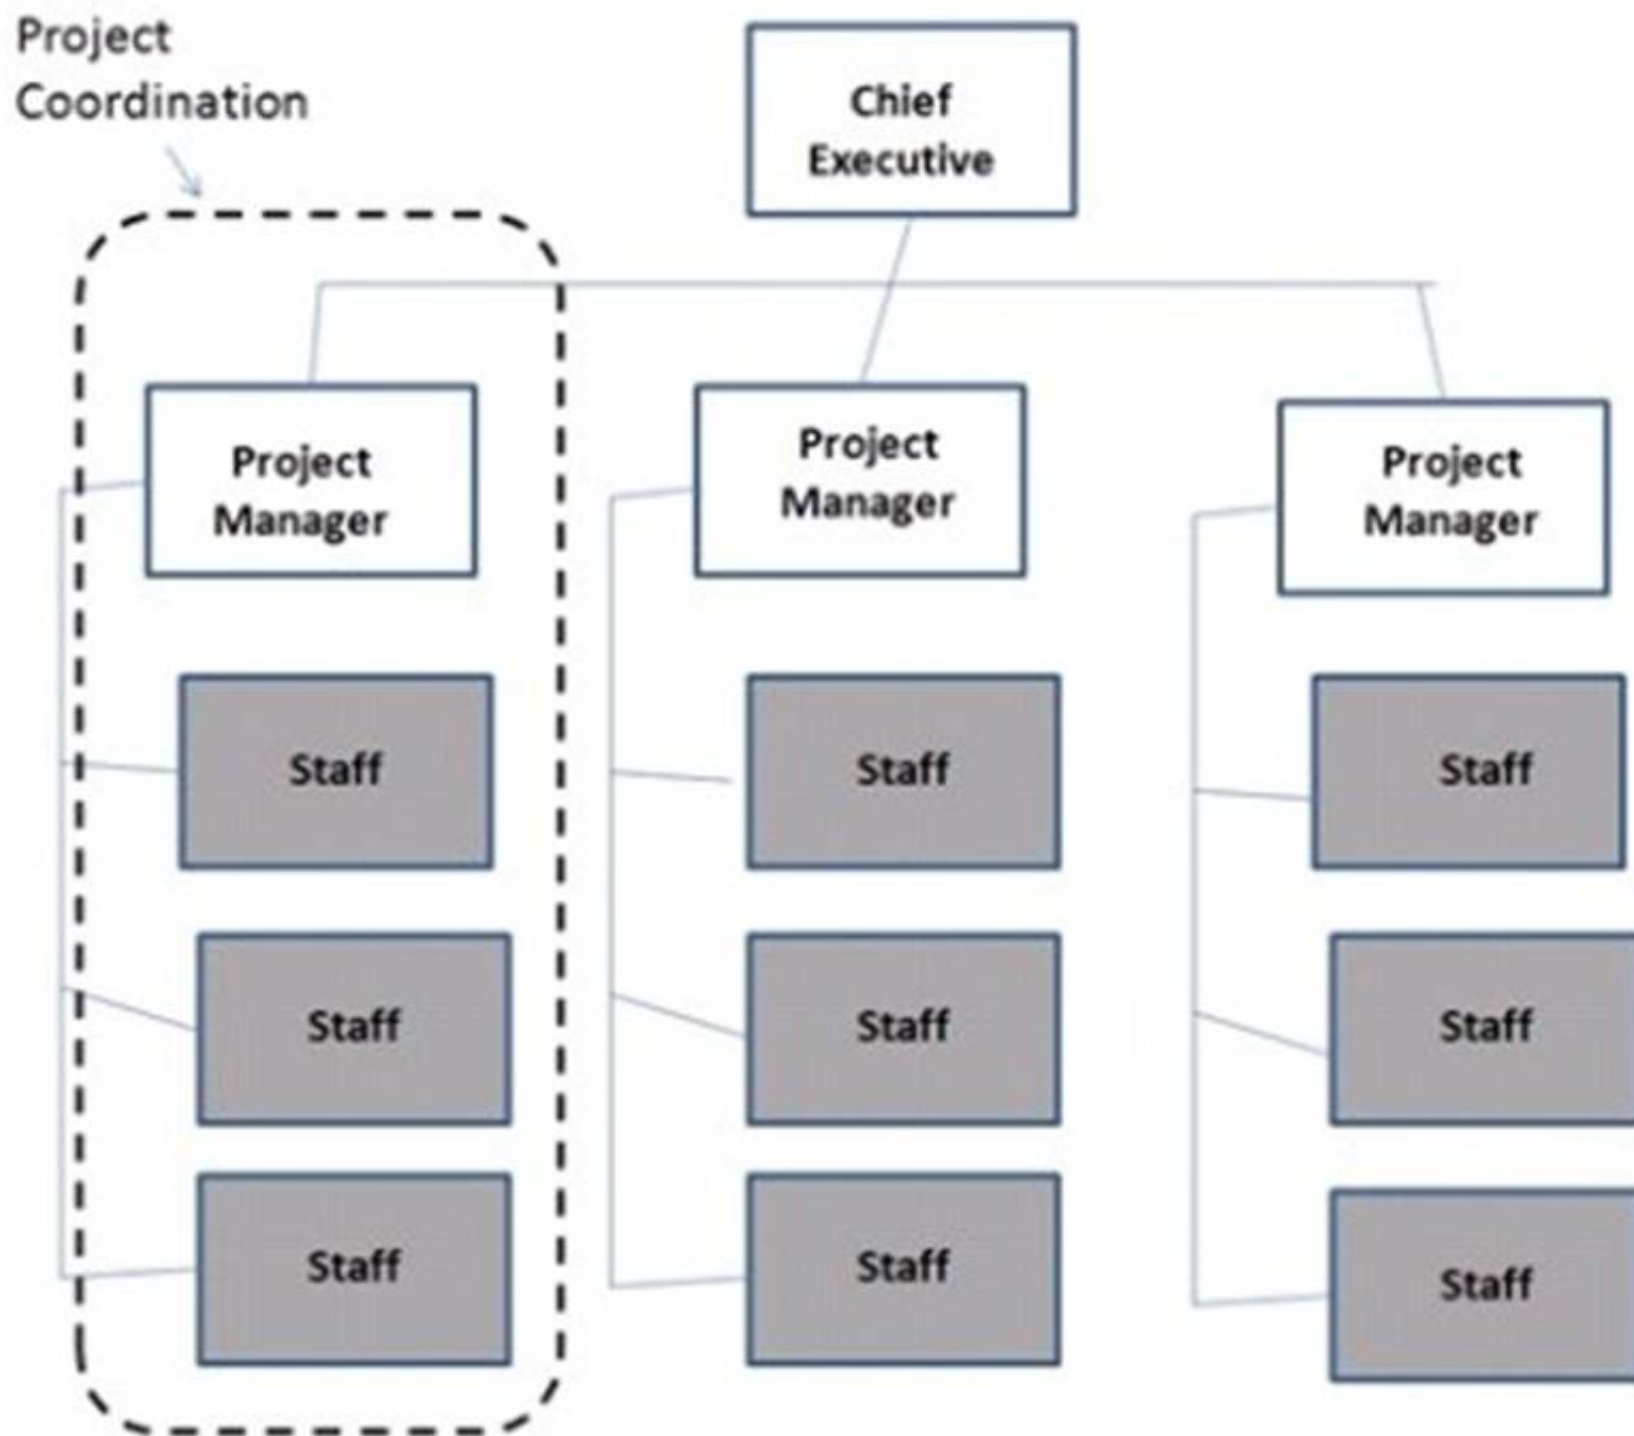 Project
Coordination
Chief
Executive
Project
Manager
Project
Manager
Project
Manager
Staff
Staff
Staff
Staff
Staff
Staff
Staff
Staff
Staff